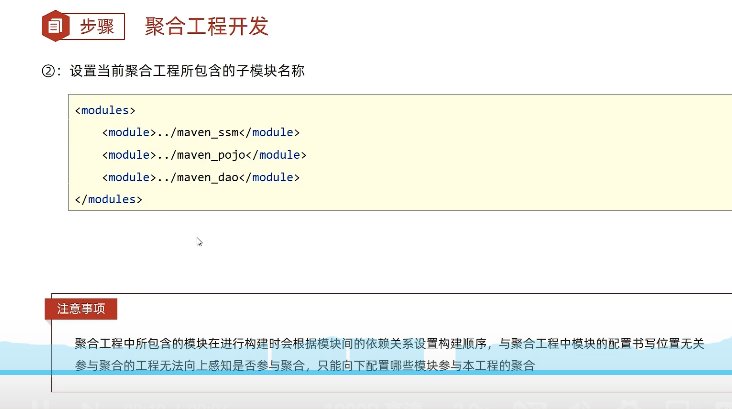 步骤
聚合工程开发
②：设置当前聚合工程所包含的子模块名称
<modules>
<module>../maven_ssm</module>
<module>../maven_pojo</module>
<module>../maven_dao</module>
</modules>
注意事项
聚合工程中所包含的模块在进行构建时会根据模块间的依赖关系设置构建顺序，与聚合工程中模块的配置书写位置无关
参与聚合的工程无法向上感知是否参与聚合，只能向下配置哪些模块参与本工程的聚合